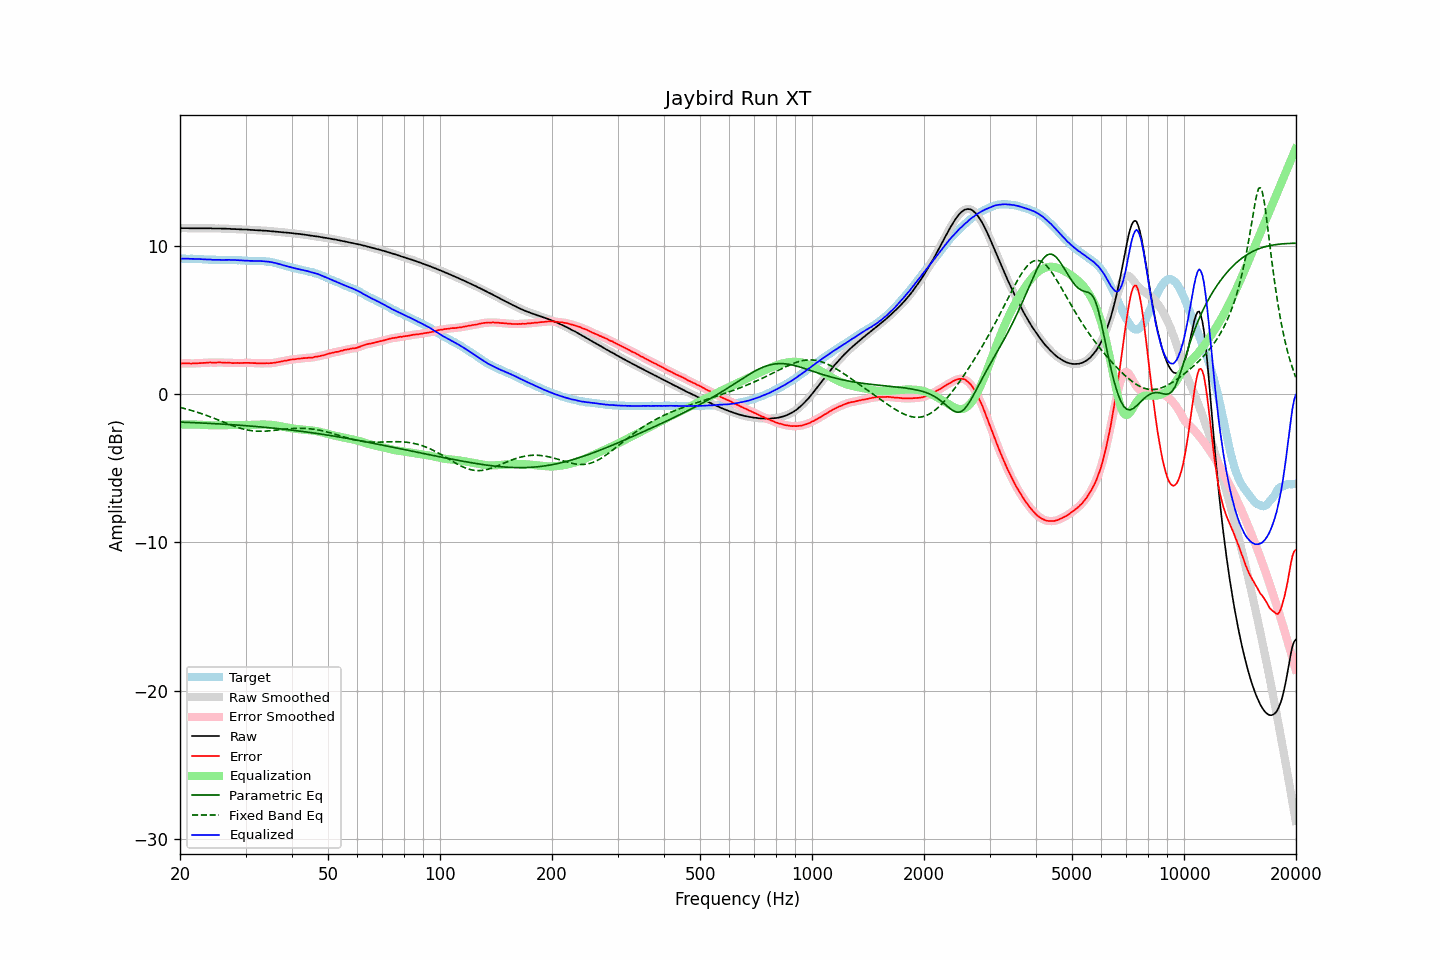 Jaybird Run XT
Amplitude (dBr)
10
0
−10
−20
−30
Target
Raw Smoothed
Error Smoothed
Raw
Error
Equalization
Parametric Eq
Fixed Band Eq
Equalized
20 50 100 200 500 1000 2000 5000 10000 20000
Frequency (Hz)